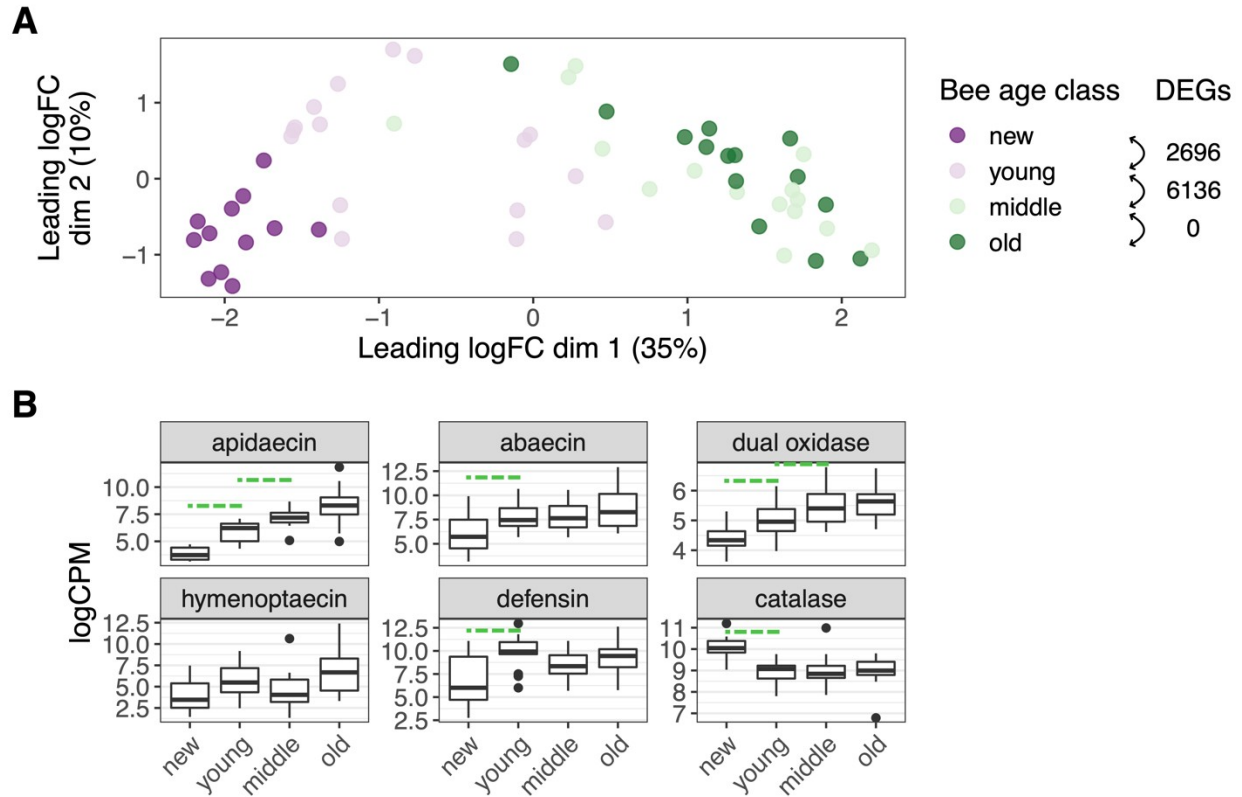 A
Leading logFC
dim 2 (10%)
1
0
−1
−2
−1
0
1
2
Leading logFC dim 1 (35%)
Bee age class
DEGs
new
young
middle
old
2696
6136
0
B
logCPM
apidaecin
abaecin
dual oxidase
10.0
7.5
5.0
12.5
10.0
7.5
5.0
6
5
4
hymenoptaecin
defensin
catalase
12.5
10.0
7.5
5.0
2.5
12.5
10.0
7.5
5.0
2.5
11
10
9
8
7
new
young
middle
old
new
young
middle
old
new
young
middle
old